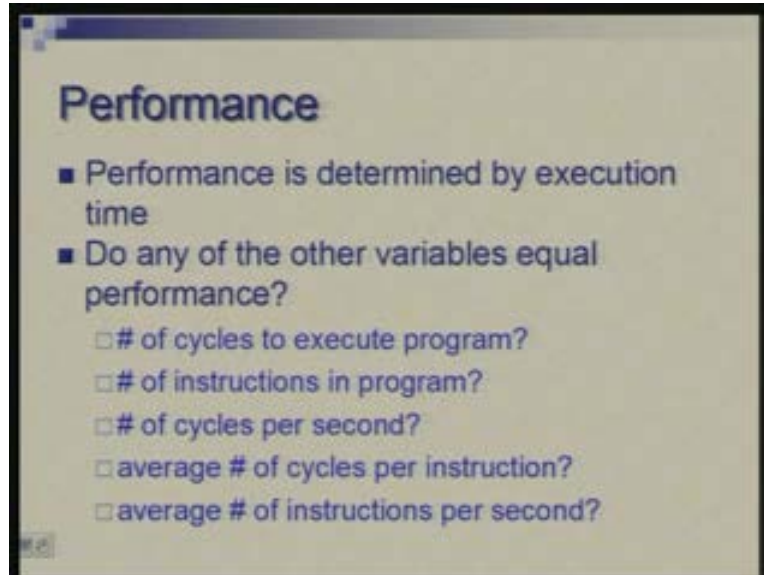 Performance
Performance is determined by execution
time
Do any of the other variables equal
performance?
# of cycles to execute program?
# of instructions in program?
# of cycles per second?
average # of cycles per instruction?
average # of instructions per second?